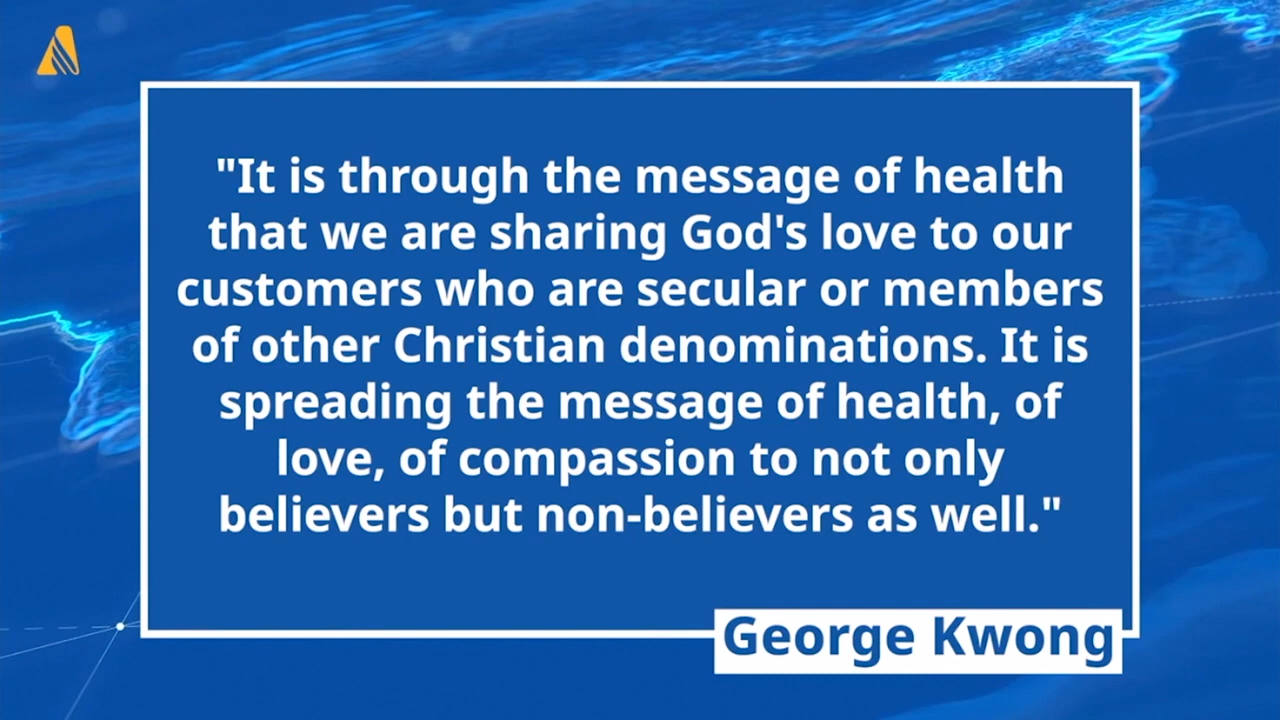 "It is through the message of health
that we are sharing God's love to our
customers who are secular or members
of other Christian denominations. It is
spreading the message of health, of
love, of compassion to not only
believers but non-believers as well."
George Kwong